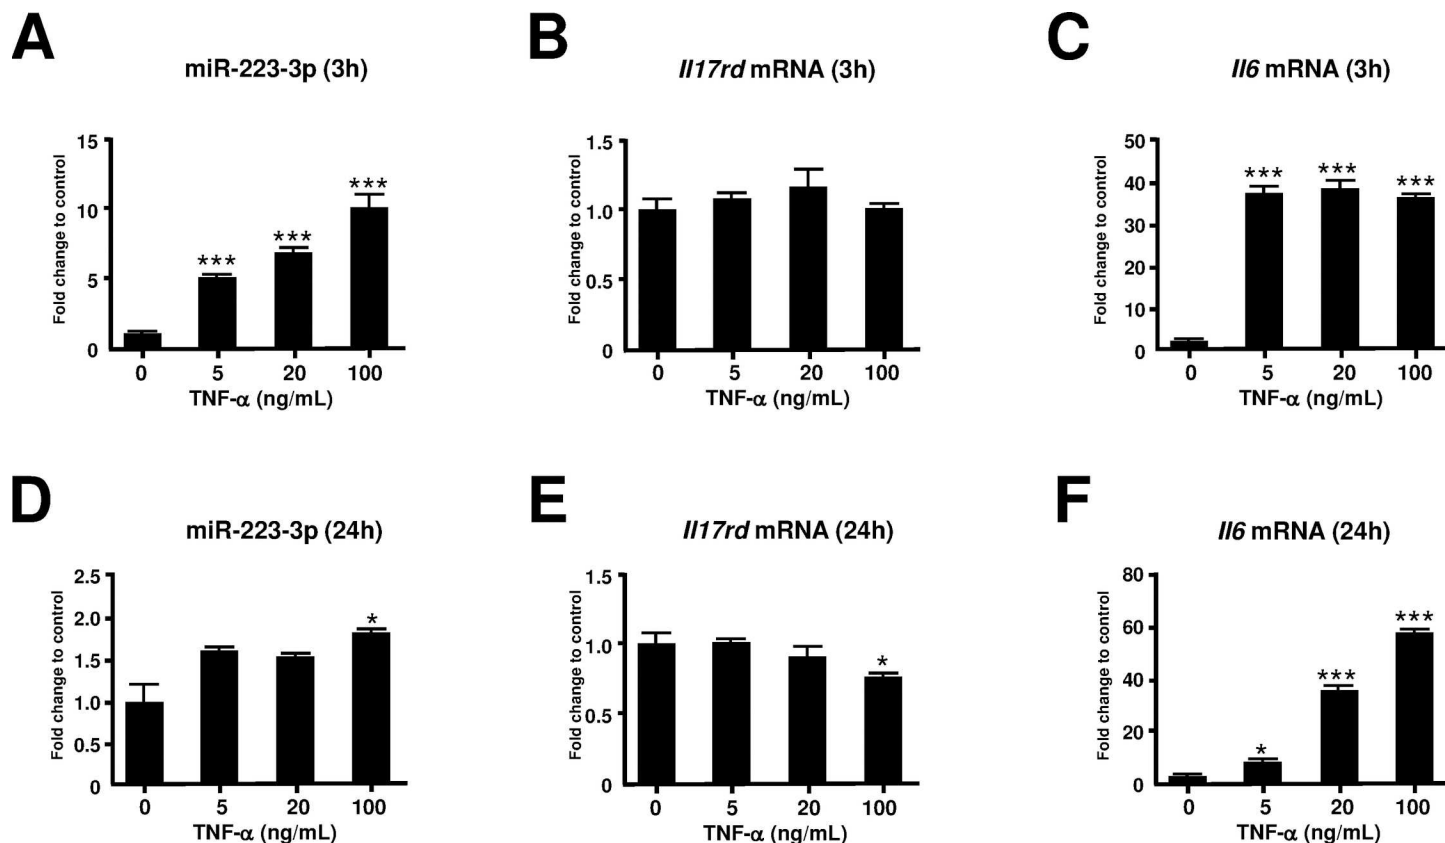 A
miR-223-3p (3h)
Fold change to control
15
10
5
0
***
***
***
0 5 20 100
TNF-α (ng/mL)
B
Il17rd mRNA (3h)
Fold change to control
1.5
1.0
0.5
0
0 5 20 100
TNF-α (ng/mL)
C
Il6 mRNA (3h)
Fold change to control
50
40
30
20
10
0
*** *** ***
0 5 20 100
TNF-α (ng/mL)
D
miR-223-3p (24h)
Fold change to control
2.5
2.0
1.5
1.0
0.5
0
*
0 5 20 100
TNF-α (ng/mL)
E
Il17rd mRNA (24h)
Fold change to control
1.5
1.0
0.5
0
*
0 5 20 100
TNF-α (ng/mL)
F
Il6 mRNA (24h)
Fold change to control
80
60
40
20
0
***
***
*
0 5 20 100
TNF-α (ng/mL)